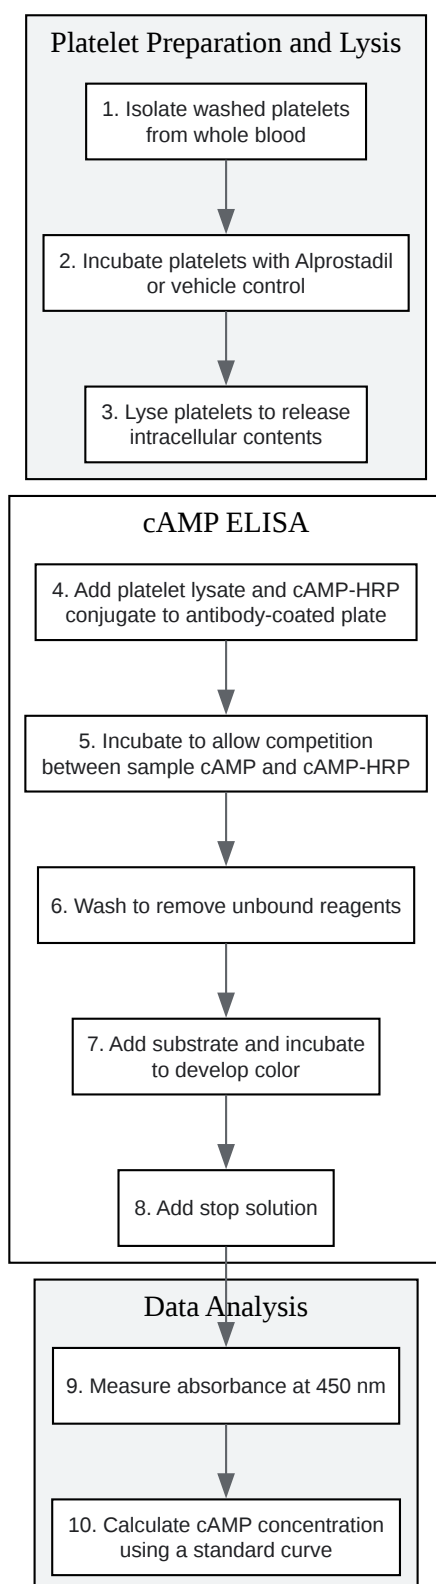 Platelet Preparation and Lysis
1. Isolate washed platelets
from whole blood
2. Incubate platelets with Alprostadil
or vehicle control
3. Lyse platelets to release
intracellular contents
cAMP ELISA
4. Add platelet lysate and cAMP-HRP
conjugate to antibody-coated plate
5. Incubate to allow competition
between sample cAMP and cAMP-HRP
6. Wash to remove unbound reagents
7. Add substrate and incubate
to develop color
8. Add stop solution
Data Analysis
9. Measure absorbance at 450 nm
10. Calculate cAMP concentration
using a standard curve